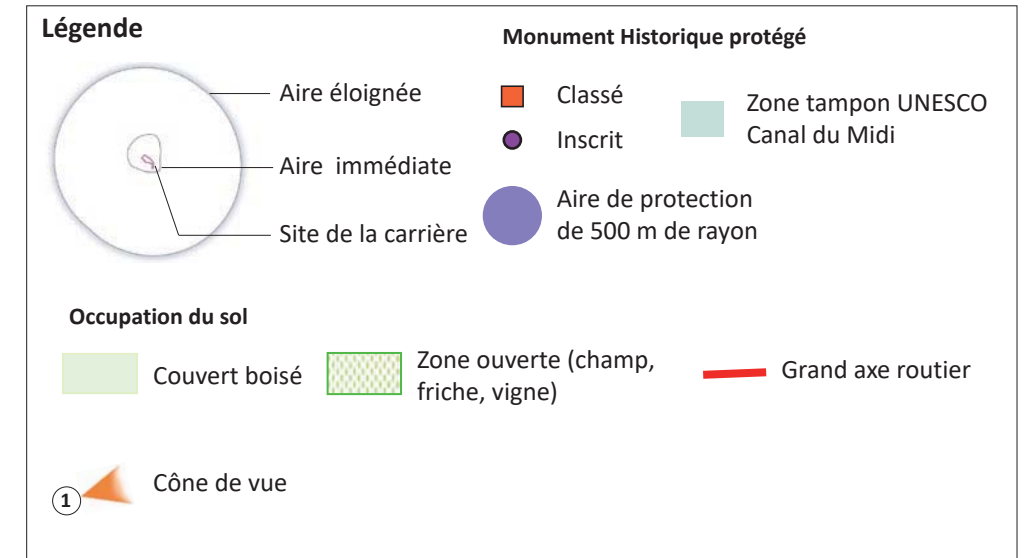 Légende
Aire éloignée
Aire  immédiate
Site de la carrière
Monument Historique protégé
Classé
Inscrit
Zone tampon UNESCO
Canal du Midi
Aire de protection
de 500 m de rayon
Occupation du sol
Couvert boisé
Zone ouverte (champ,
friche, vigne)
Grand axe routier
1
Cône de vue